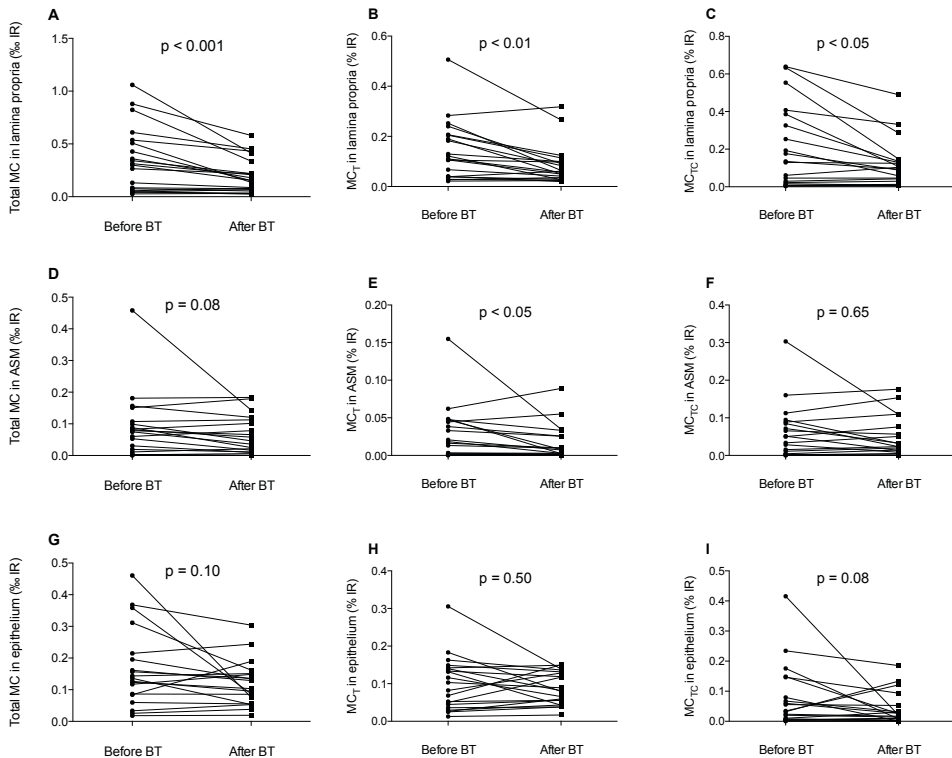 A
p < 0.001
Total MC in lamina propria (‰ IR)
1.5
1.0
0.5
0.0
Before BT
After BT
B
p < 0.01
MCT in lamina propria (% IR)
0.6
0.4
0.2
0.0
Before BT
After BT
C
p < 0.05
MCTC in lamina propria (% IR)
0.8
0.6
0.4
0.2
0.0
Before BT
After BT
D
p = 0.08
Total MC in ASM (‰ IR)
0.5
0.4
0.3
0.2
0.1
0.0
Before BT
After BT
E
p < 0.05
MCT in ASM (% IR)
0.20
0.15
0.10
0.05
0.00
Before BT
After BT
F
p = 0.65
MCTC in ASM (% IR)
0.4
0.3
0.2
0.1
0.0
Before BT
After BT
G
p = 0.10
Total MC in epithelium (‰ IR)
0.5
0.4
0.3
0.2
0.1
0.0
Before BT
After BT
H
p = 0.50
MCT in epithelium (% IR)
0.4
0.3
0.2
0.1
0.0
Before BT
After BT
I
p = 0.08
MCTC in epithelium (% IR)
0.5
0.4
0.3
0.2
0.1
0.0
Before BT
After BT